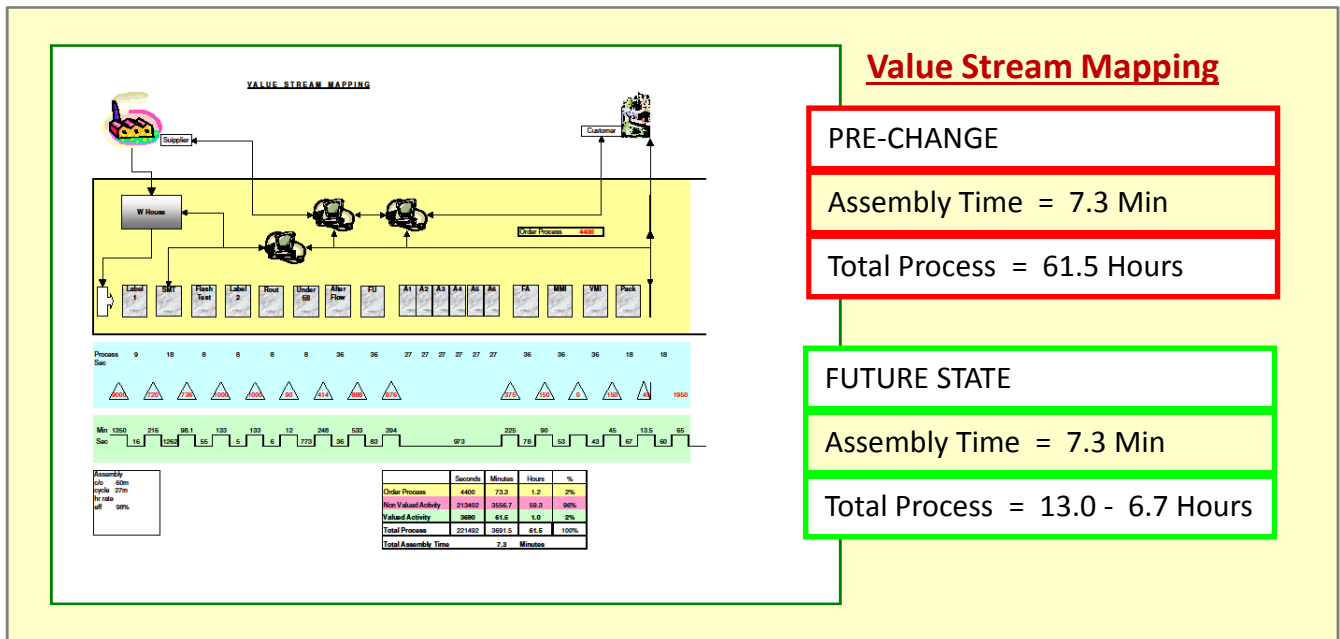 VALUE STREAM MAPPING
Supplier
Customer
W House
Order Process 4400
Label 1 SMT Flash Test Label 2 Rout Under fill After Flow FU A1 A2 A3 A4 A5 A6 FA MMI VMI Pack
Process 9 18 8 8 8 8 36 36 27 27 27 27 27 27 36 36 36 18 18
Sec
720 736 1000 1000 90 414 876 375 150 0 150 45 1950
Min 1350 216 98.1 133 133 12 248 533 394 225 90 45 13.5 65
Sec 16 1262 55 5 6 773 36 83 973 78 53 43 67 60
Assembly
c/o 60m
cycle 27m
hr rate
eff 98%
Seconds Minutes Hours %
Order Process 4400 73.3 1.2 2%
Non Valued Activity 213402 3556.7 59.3 96%
Valued Activity 3690 61.5 1.0 2%
Total Process 221492 3691.5 61.5 100%
Total Assembly Time 7.3 Minutes
Value Stream Mapping
PRE-CHANGE
Assembly Time = 7.3 Min
Total Process = 61.5 Hours
FUTURE STATE
Assembly Time = 7.3 Min
Total Process = 13.0 - 6.7 Hours